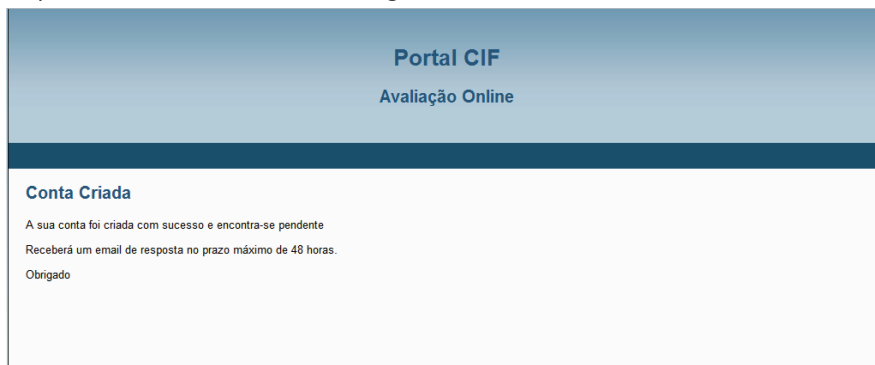 Portal CIF
Avaliação Online
Conta Criada
A sua conta foi criada com sucesso e encontra-se pendente
Receberá um email de resposta no prazo máximo de 48 horas.
Obrigado